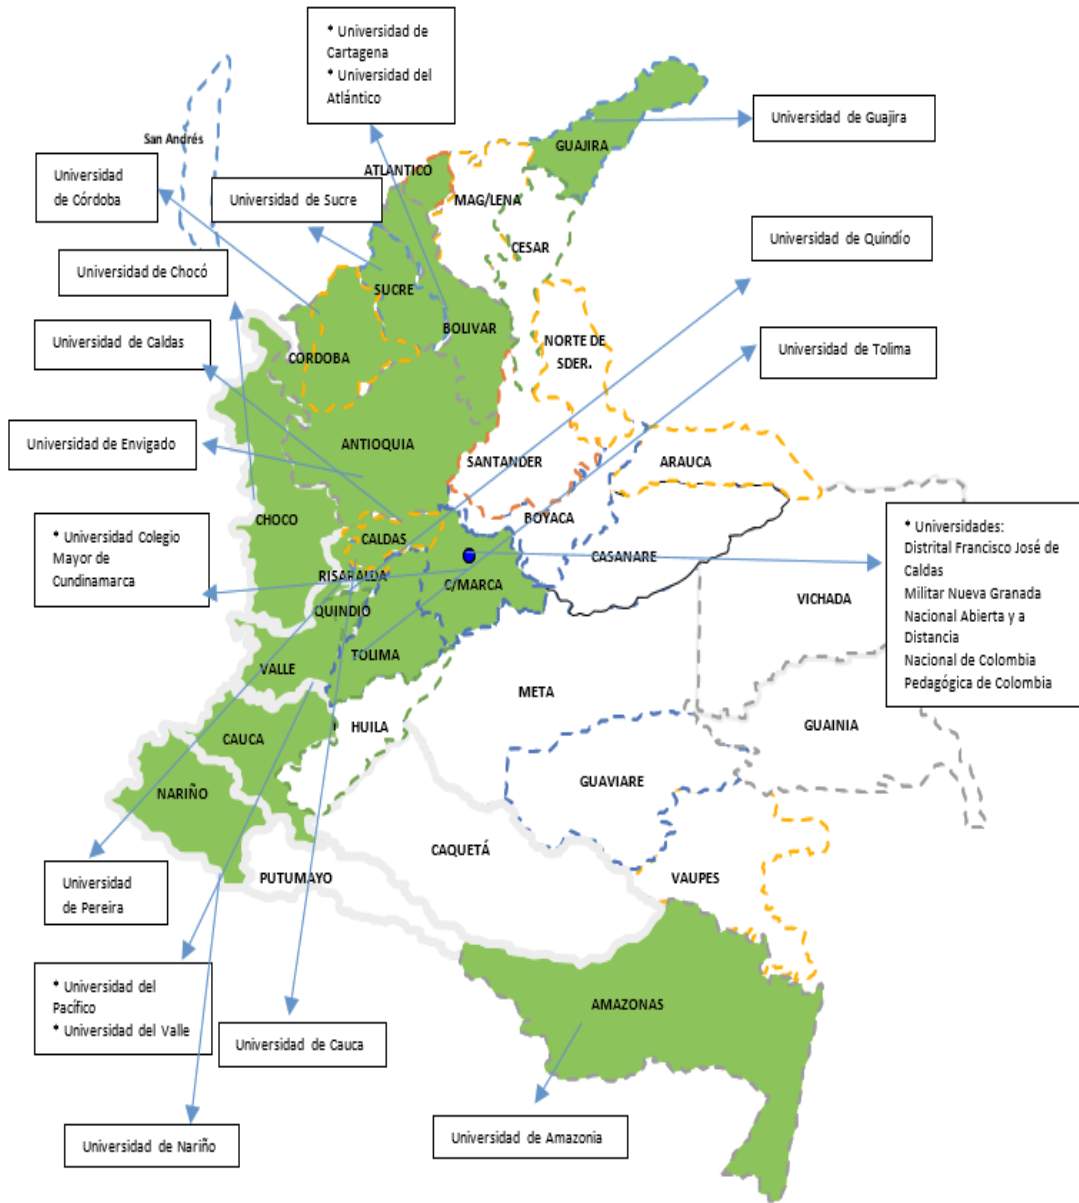 * Universidad de
Cartagena
* Universidad del
Atlántico
Universidad de Guajira
San Andrés
GUAJIRA
ATLANTICO
Universidad
de Córdoba
Universidad de Sucre
MAG/LENA
Universidad de Quindío
CESAR
Universidad de Chocó
SUCRE
BOLIVAR
Universidad de Caldas
NORTE DE
SDER.
Universidad de Tolima
CORDOBA
Universidad de Envigado
ANTIOQUIA
SANTANDER
ARAUCA
CHOCO
BOYACA
* Universidad Colegio
Mayor de
Cundinamarca
CALDAS
CASANARE
* Universidades:
Distrital Francisco José de
Caldas
Militar Nueva Granada
Nacional Abierta y a
Distancia
Nacional de Colombia
Pedagógica de Colombia
RISARALDA
C/MARCA
VICHADA
QUINDIO
TOLIMA
VALLE
META
HUILA
GUAINIA
CAUCA
GUAVIARE
NARIÑO
CAQUETÁ
PUTUMAYO
VAUPES
Universidad
de Pereira
* Universidad del
Pacífico
* Universidad del Valle
AMAZONAS
Universidad de Cauca
Universidad de Nariño
Universidad de Amazonia